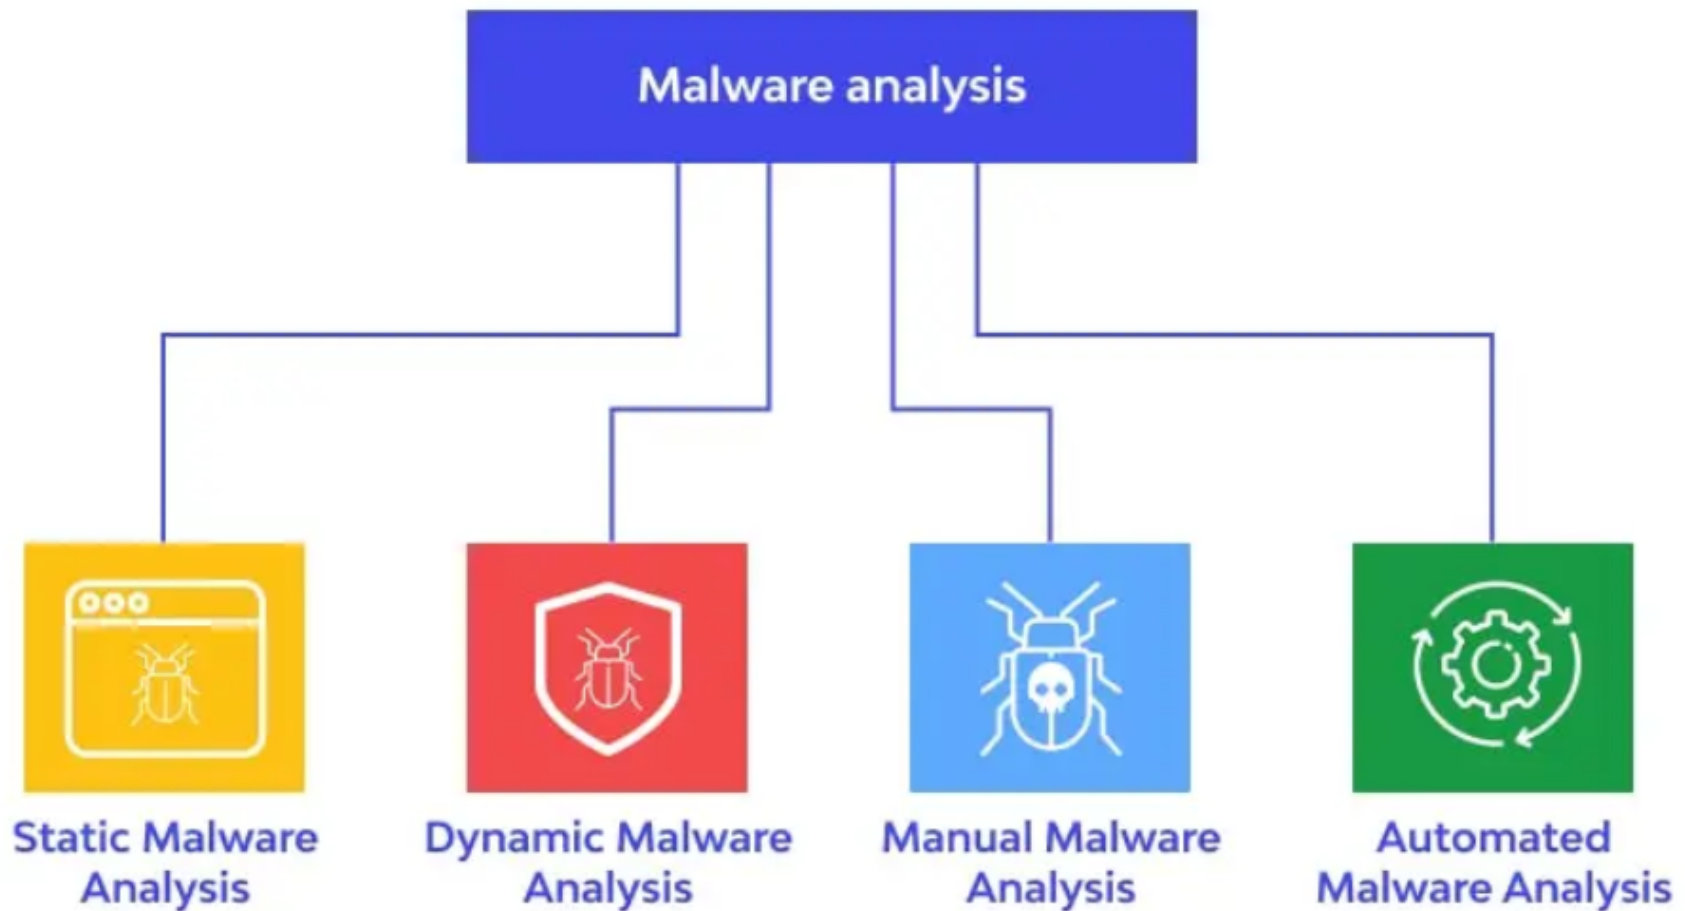 Malware analysis
Static Malware
Analysis
Dynamic Malware
Analysis
Manual Malware
Analysis
Automated
Malware Analysis